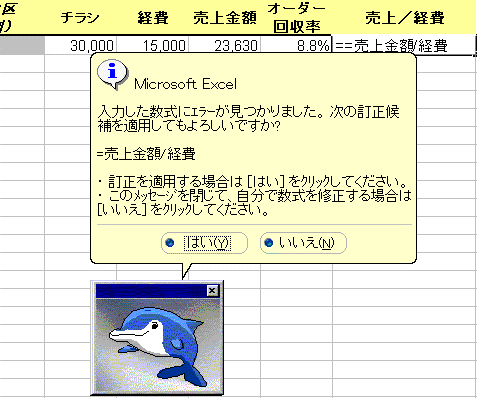 区 チラシ 経費 売上金額 オーダー回収率 売上／経費
30,000 15,000 23,630 8.8% ==売上金額/経費
Microsoft Excel
入力した数式にエラーが見つかりました。次の訂正候
補を適用してもよろしいですか?
=売上金額/経費
・訂正を適用する場合は [はい] をクリックしてください。
・このメッセージを閉じて、自分で数式を修正する場合は
[いいえ] をクリックしてください。
はい(Y) いいえ(N)